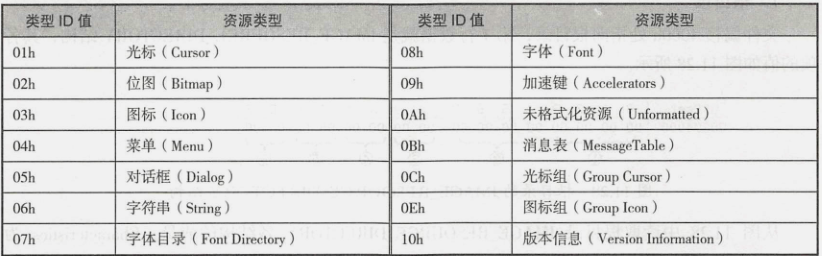 类型 ID 值 资源类型 类型 ID 值 资源类型
01h 光标（Cursor） 08h 字体（Font）
02h 位图（Bitmap） 09h 加速键（Accelerators）
03h 图标（Icon） 0Ah 未格式化资源（Unformatted）
04h 菜单（Menu） 0Bh 消息表（MessageTable）
05h 对话框（Dialog） 0Ch 光标组（Group Cursor）
06h 字符串（String） 0Eh 图标组（Group Icon）
07h 字体目录（Font Directory） 10h 版本信息（Version Information）